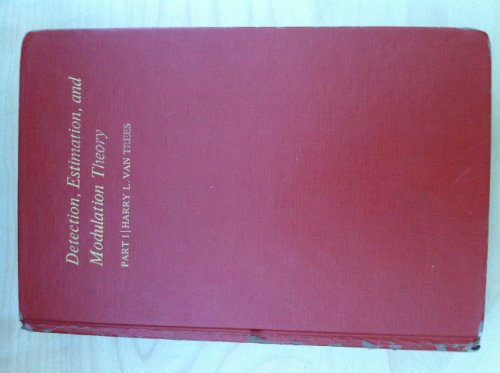 Detection, Estimation, and
Modulation Theory
PART I | HARRY L. VAN TREES